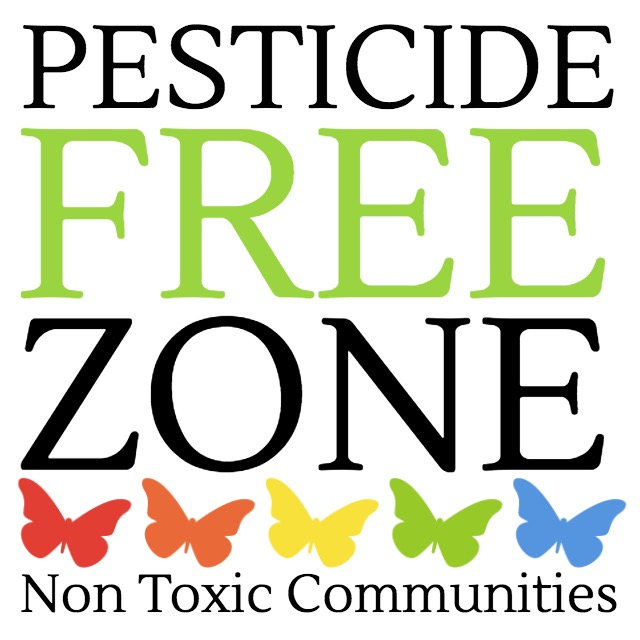 PESTICIDE
FREE
ZONE
Non Toxic Communities